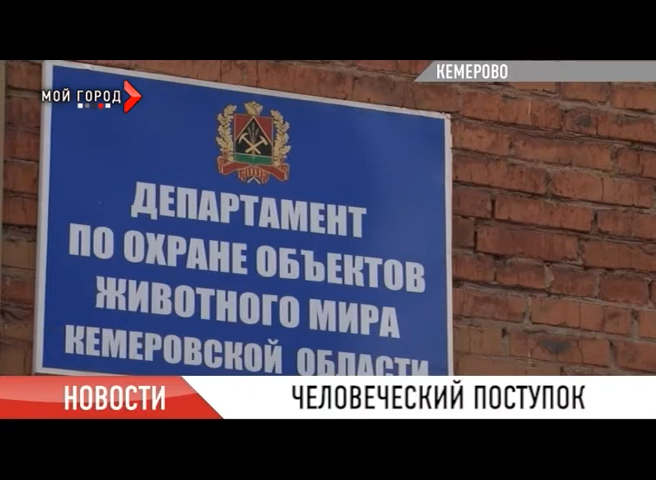 КЕМЕРОВО
МОЙ ГОРОД
ДЕПАРТАМЕНТ
ПО ОХРАНЕ ОБЪЕКТОВ
ЖИВОТНОГО МИРА
КЕМЕРОВСКОЙ ОБЛАСТИ
НОВОСТИ
ЧЕЛОВЕЧЕСКИЙ ПОСТУПОК